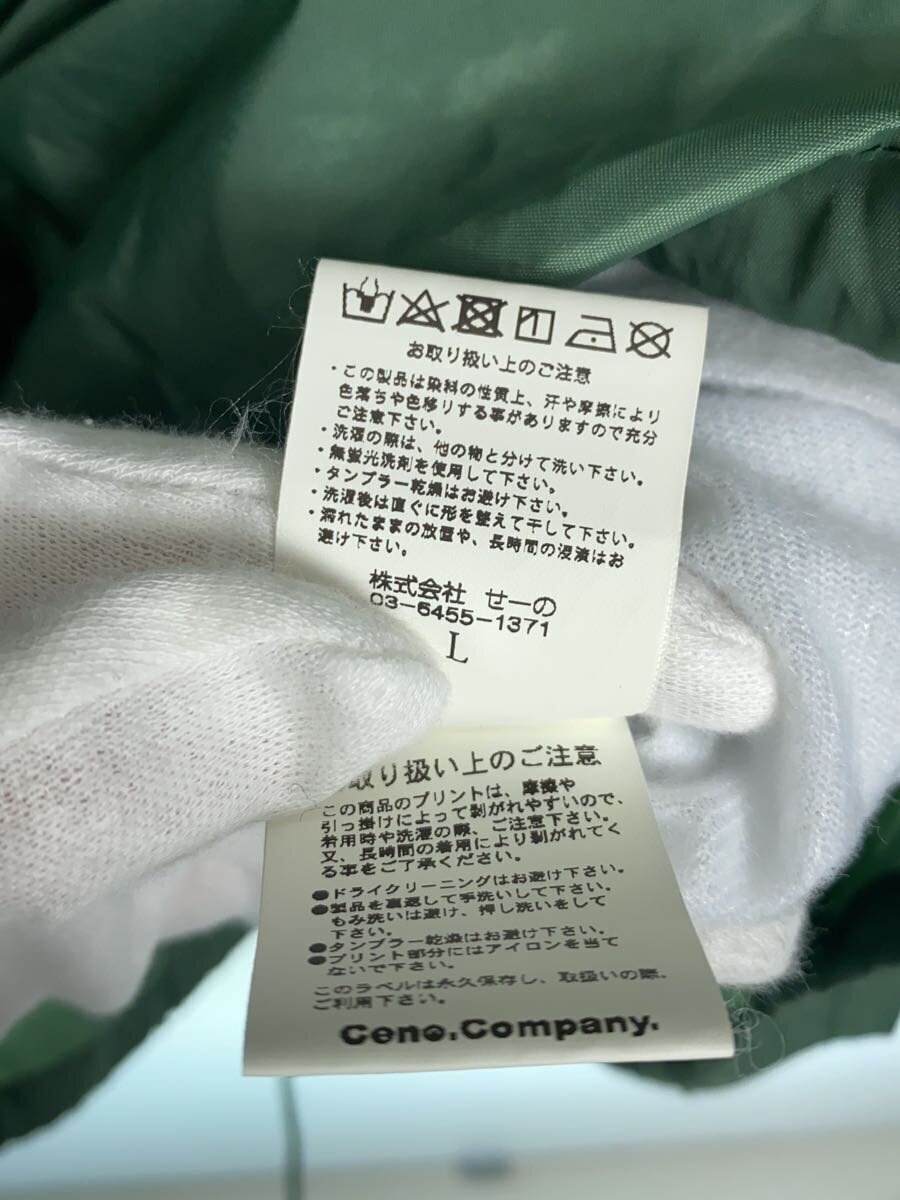 お取り扱い上のご注意
・この製品は染料の性質上、汗や摩擦により
色落ちや色移りする事がありますので充分
ご注意下さい。
・洗濯の際は、他の物と分けて洗い下さい。
・無蛍光洗剤を使用して下さい。
・タンブラー乾燥はお避け下さい。
・洗濯後は直ぐに形を整えて干して下さい。
・濡れたままの放置や、長時間の浸漬はお
避け下さい。
株式会社 せーの
03-6455-1371
L
取り扱い上のご注意
この商品のプリントは、摩擦や
引っ掛けによって剥がれやすいので、
着用時や洗濯の際、ご注意下さい。
又、長時間の着用により剥がれてく
る事をご了承ください。
●ドライクリーニングはお避け下さい。
●製品を裏返して手洗いして下さい。
もみ洗いは避け、押し洗いをして
下さい。
●タンブラー乾燥はお避け下さい。
●プリント部分にはアイロンを当て
ないで下さい。
このラベルは永久保存し、取扱いの際、
ご利用下さい。
Ceno.Company.